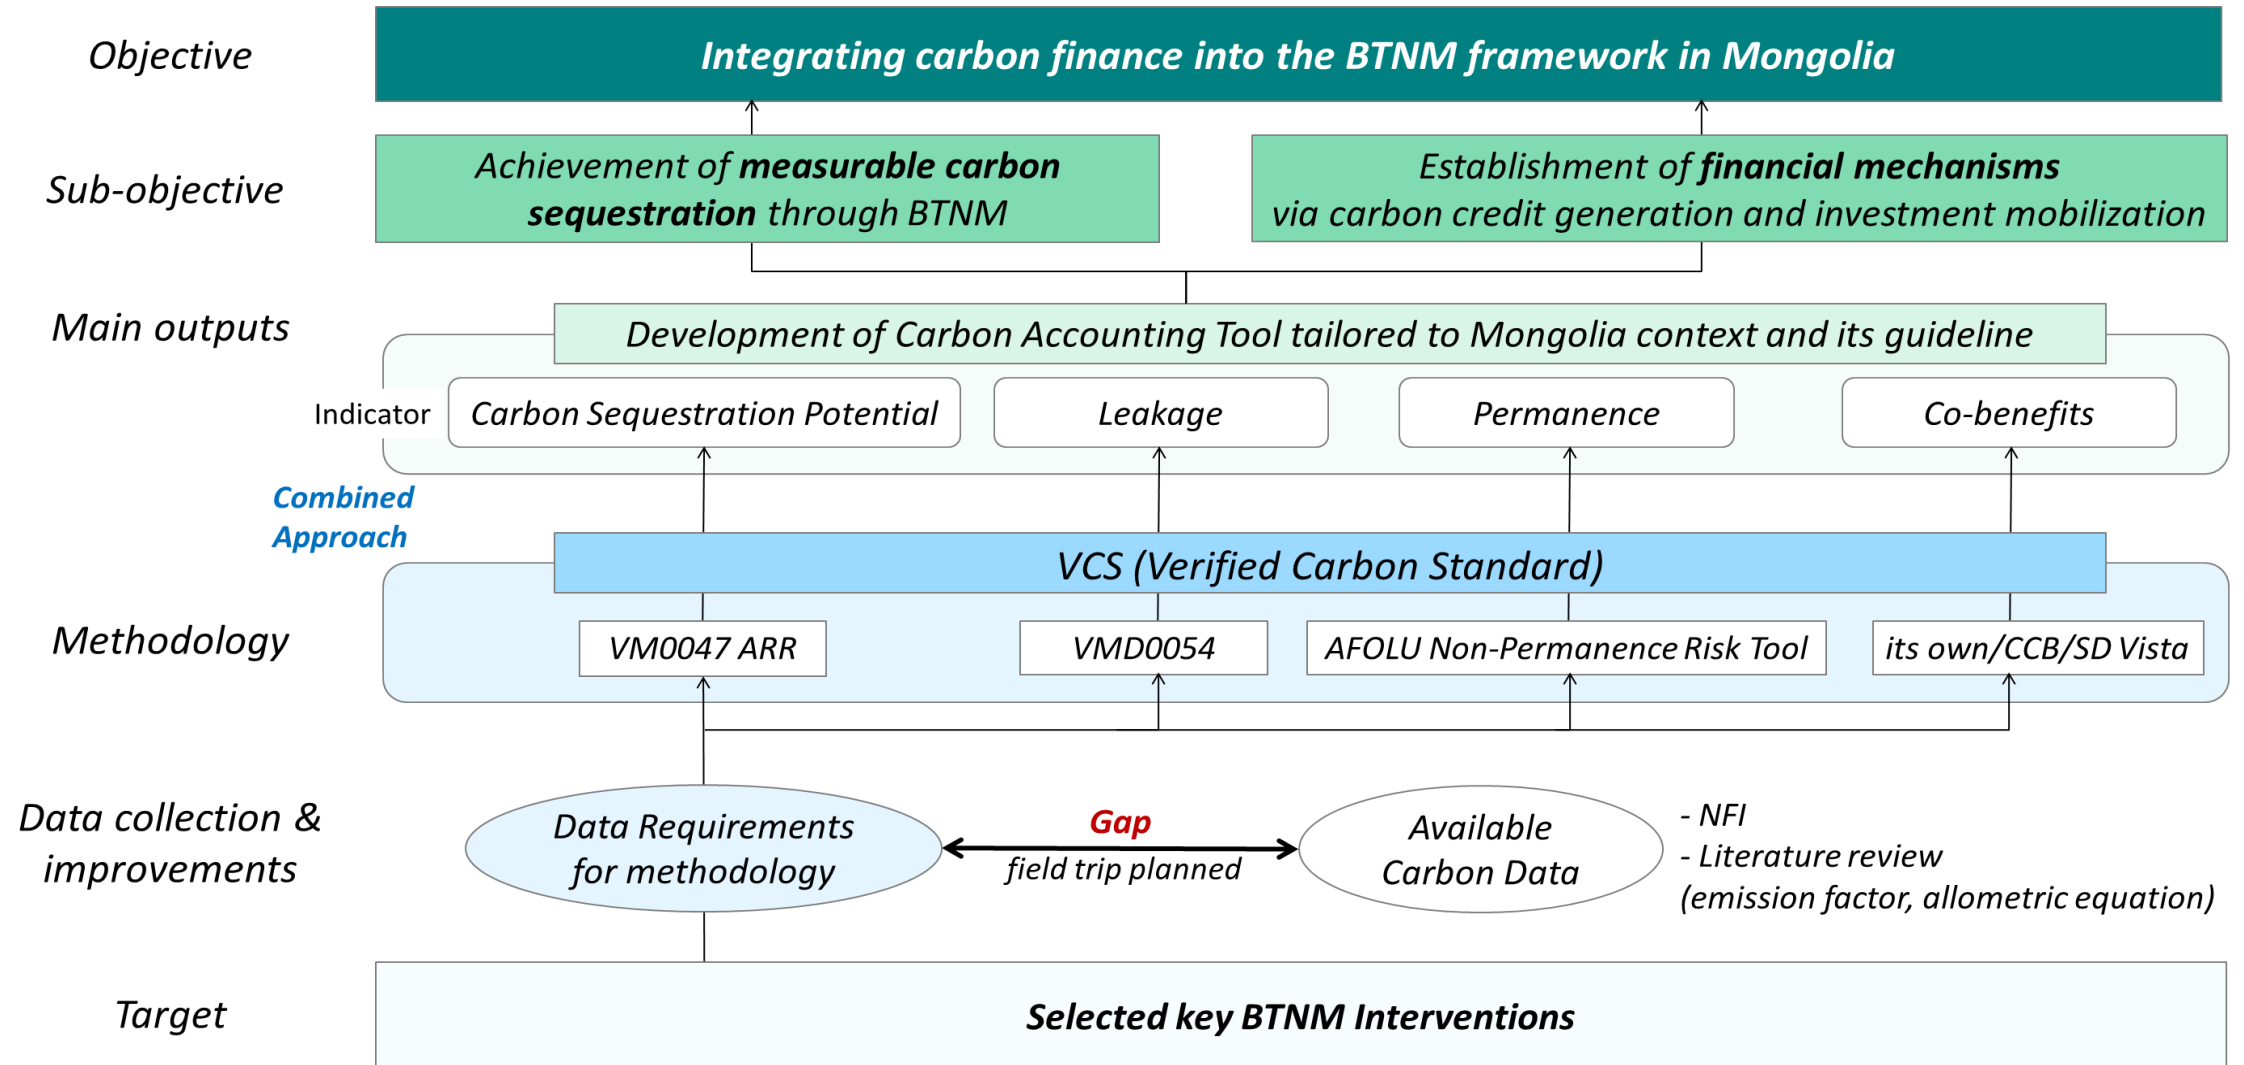 Objective
Integrating carbon finance into the BTNM framework in Mongolia
Sub-objective
Achievement of measurable carbon
sequestration through BTNM
Establishment of financial mechanisms
via carbon credit generation and investment mobilization
Main outputs
Development of Carbon Accounting Tool tailored to Mongolia context and its guideline
Indicator
Carbon Sequestration Potential
Leakage
Permanence
Co-benefits
Combined
Approach
VCS (Verified Carbon Standard)
Methodology
VM0047 ARR
VMD0054
AFOLU Non-Permanence Risk Tool
its own/CCB/SD Vista
Data collection &
improvements
Data Requirements
for methodology
Gap
field trip planned
Available
Carbon Data
- NFI
- Literature review
(emission factor, allometric equation)
Target
Selected key BTNM Interventions